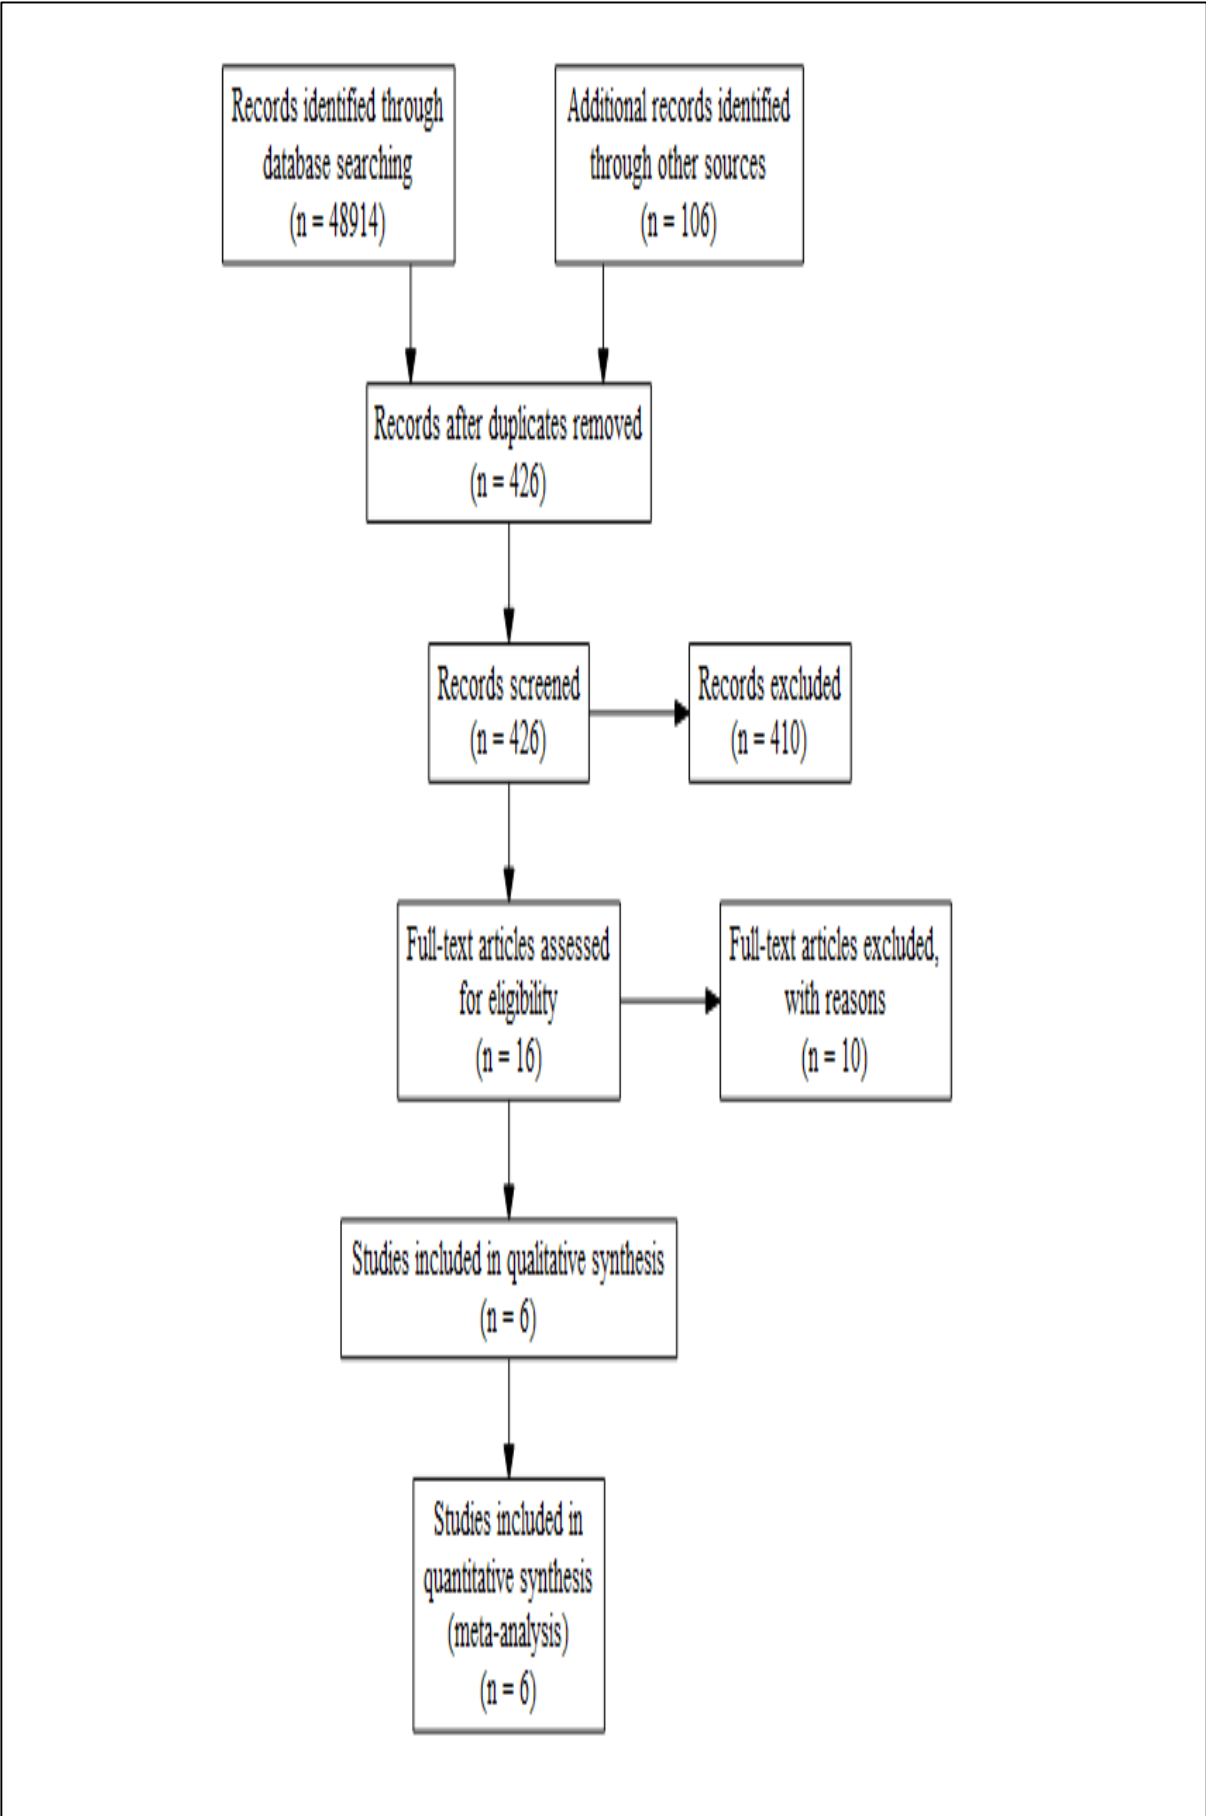 Records identified through
database searching
(n = 48914)
Additional records identified
through other sources
(n = 106)
Records after duplicates removed
(n = 426)
Records screened
(n = 426)
Records excluded
(n = 410)
Full-text articles assessed
for eligibility
(n = 16)
Full-text articles excluded,
with reasons
(n = 10)
Studies included in qualitative synthesis
(n = 6)
Studies included in
quantitative synthesis
(meta-analysis)
(n = 6)